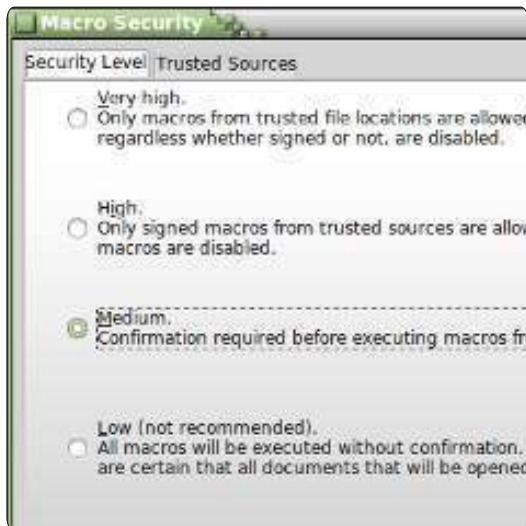 Macro Security
Security Level Trusted Sources
Very high.
Only macros from trusted file locations are allowed
regardless whether signed or not, are disabled.
High.
Only signed macros from trusted sources are
macros are disabled.
Medium.
Confirmation required before executing macros
Low (not recommended).
All macros will be executed without confirmation.
are certain that all documents that will be opened